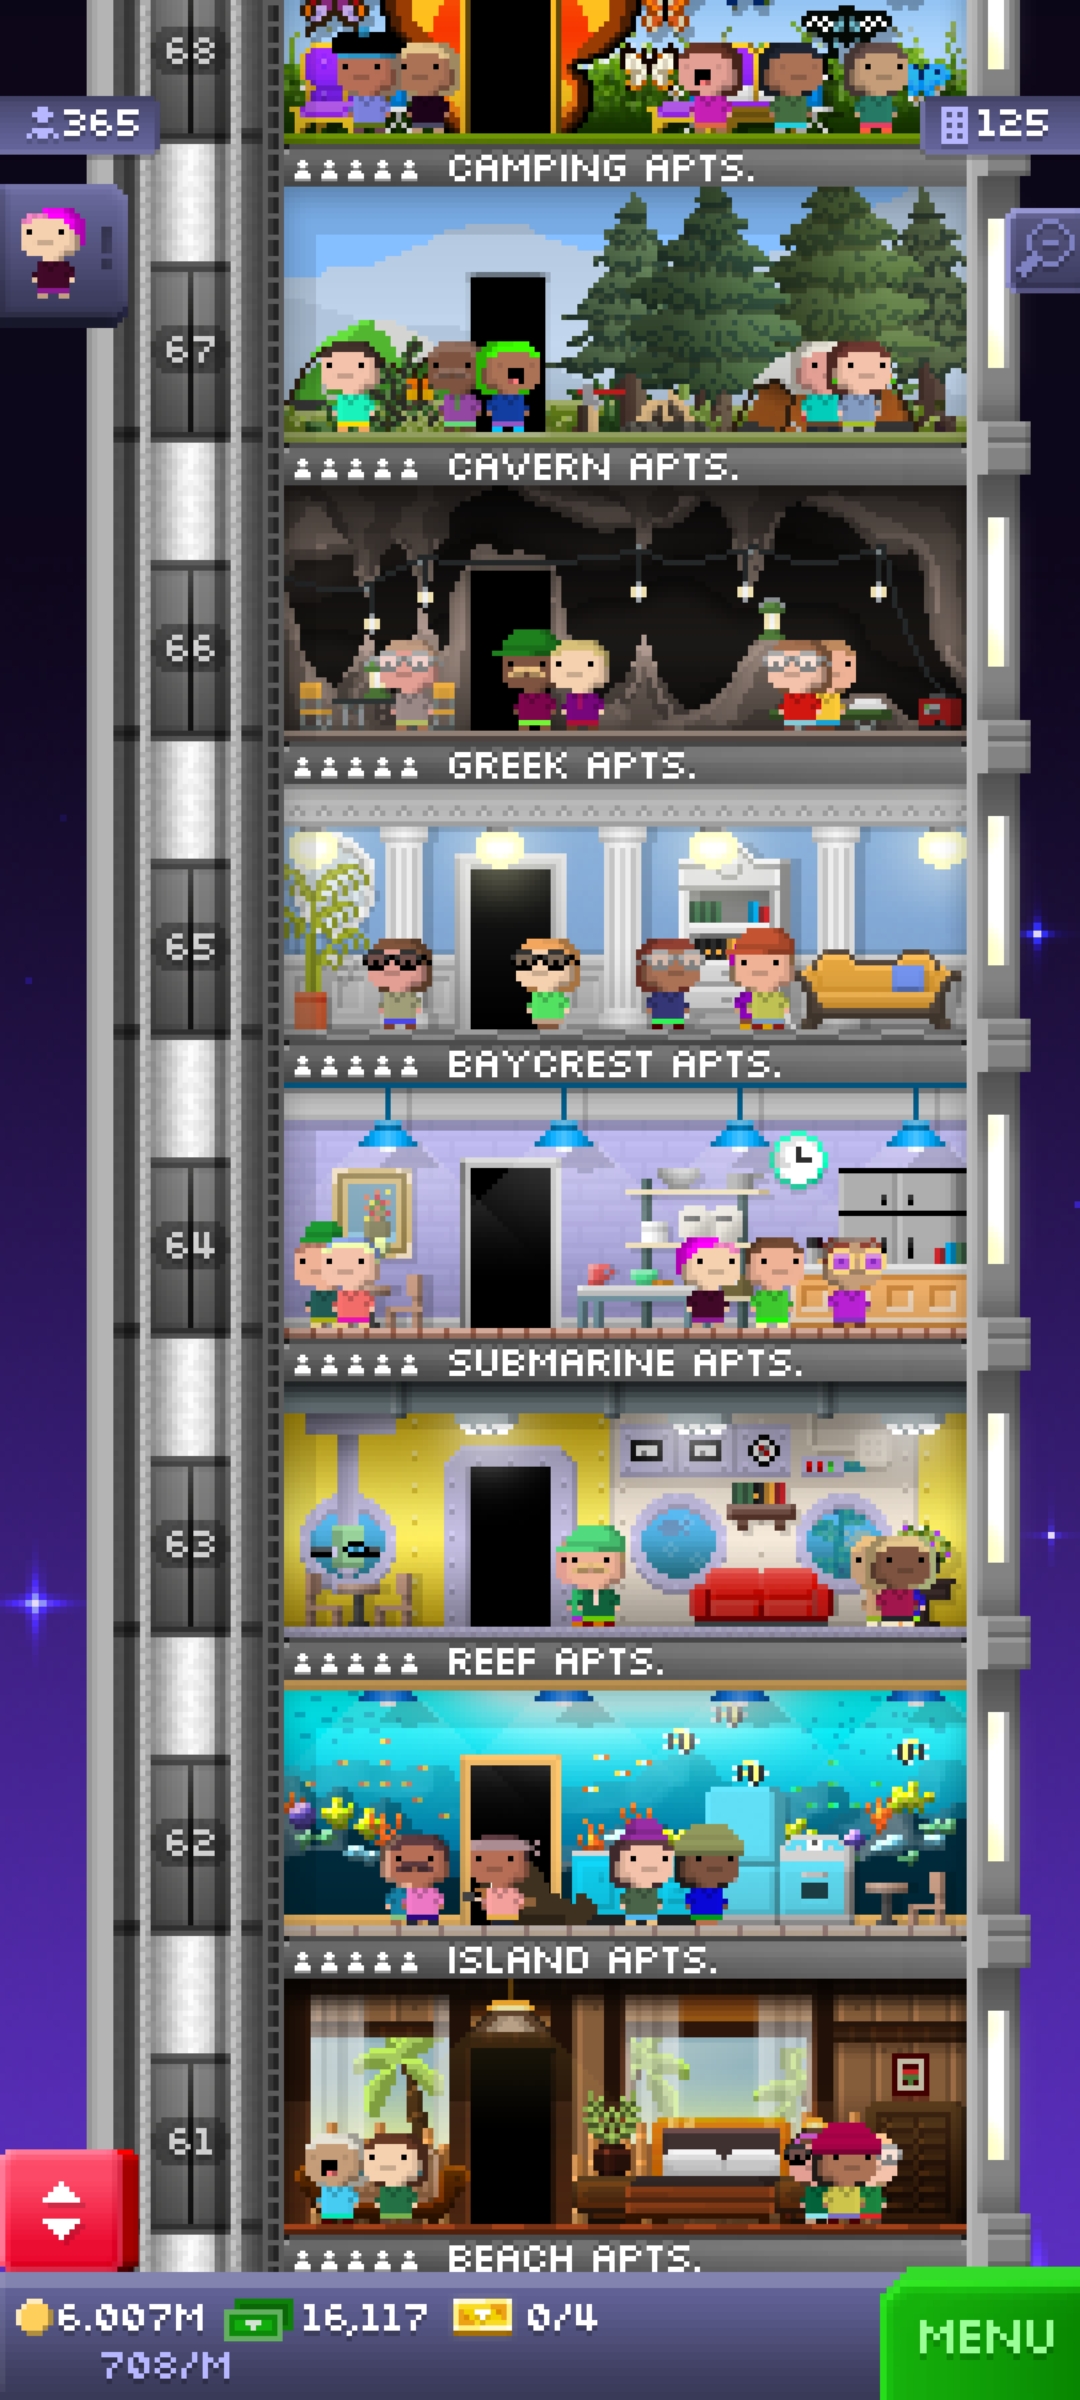 68
365
125
CAMPING APTS.
67
CAVERN APTS.
66
GREEK APTS.
65
BAYCREST APTS.
64
SUBMARINE APTS.
63
REEF APTS.
62
ISLAND APTS.
61
BEACH APTS.
6.007M 16,117 0/4
708/M
MENU